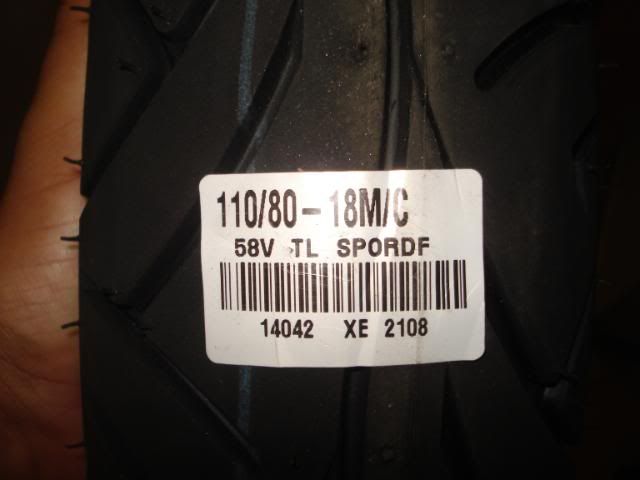 110/80-18M/C
58V TL SPORDF
14042 XE 2108